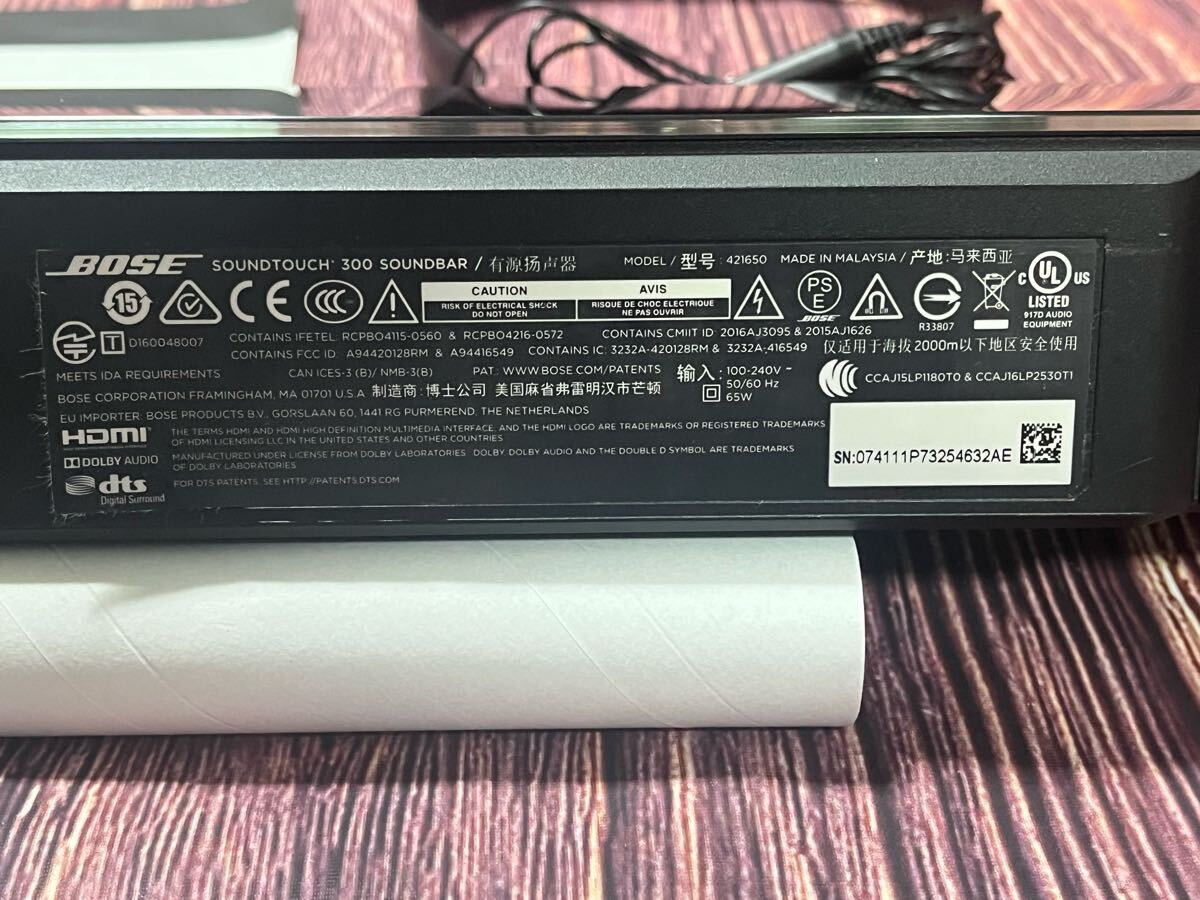 BOSE SOUNDTOUCH® 300 SOUNDBAR / 有源扬声器 MODEL / 型号: 421650 MADE IN MALAYSIA / 产地:马来西亚
15 CE CCC CAUTION AVIS PSE C UL US
RISK OF ELECTRICAL SHOCK DO NOT OPEN RISQUE DE CHOC ELECTRIQUE NE PAS OUVRIR BOSE R33807 LISTED 917D AUDIO EQUIPMENT
T D160048007 CONTAINS IFETEL: RCPBO4115-0560 & RCPBO4216-0572 CONTAINS CMIIT ID: 2016AJ3095 & 2015AJ1626
CONTAINS FCC ID: A94420128RM & A94416549 CONTAINS IC: 3232A-420128RM & 3232A-416549 仅适用于海拔2000m以下地区安全使用
MEETS IDA REQUIREMENTS CAN ICES-3 (B)/ NMB-3(B) PAT.: WWW.BOSE.COM/PATENTS 输入: 100-240V ~ 50/60 Hz 65W CCAJ15LP1180T0 & CCAJ16LP2530T1
BOSE CORPORATION FRAMINGHAM, MA 01701 U.S.A 制造商: 博士公司 美国麻省弗雷明汉市芒顿
EU IMPORTER: BOSE PRODUCTS B.V., GORSLAAN 60, 1441 RG PURMEREND, THE NETHERLANDS
HDMI THE TERMS HDMI AND HDMI HIGH DEFINITION MULTIMEDIA INTERFACE, AND THE HDMI LOGO ARE TRADEMARKS OR REGISTERED TRADEMARKS
OF HDMI LICENSING LLC IN THE UNITED STATES AND OTHER COUNTRIES
DOLBY AUDIO MANUFACTURED UNDER LICENSE FROM DOLBY LABORATORIES. DOLBY, DOLBY AUDIO AND THE DOUBLE D SYMBOL ARE TRADEMARKS
OF DOLBY LABORATORIES
dts Digital Surround FOR DTS PATENTS, SEE HTTP://PATENTS.DTS.COM
SN:074111P73254632AE